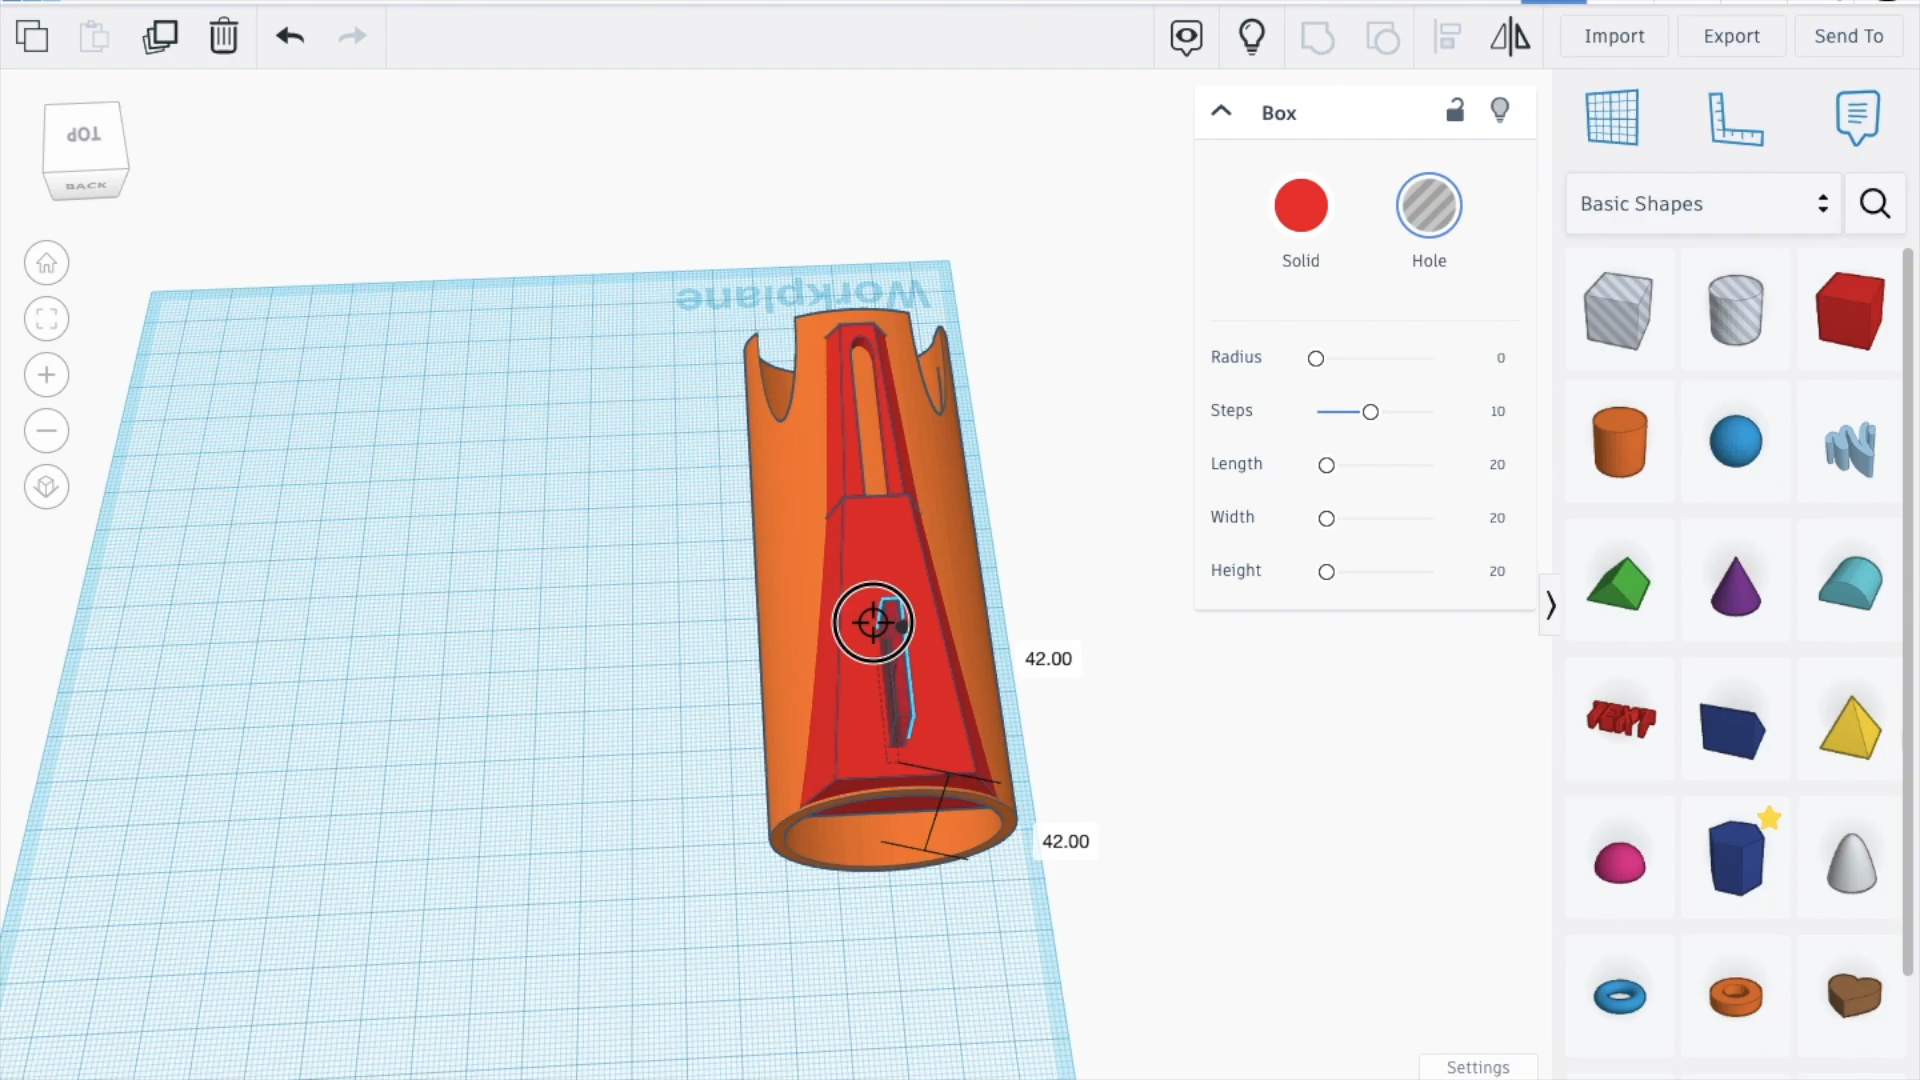 Import
Export
Send To
TOP
BACK
Box
Solid
Hole
Basic Shapes
Workplane
Radius
0
Steps
10
Length
20
Width
20
Height
20
42.00
42.00
TEXT
Settings